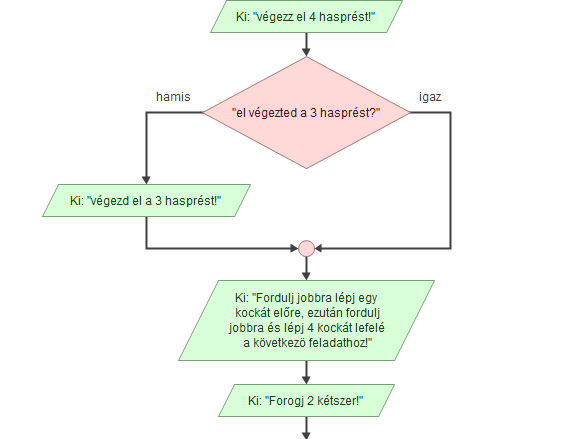 Ki: "végezz el 4 hasprést!"
hamis
igaz
"el végezted a 3 hasprést?"
Ki: "végezd el a 3 hasprést!"
Ki: "Fordulj jobbra lépj egy
kockát előre, ezután fordulj
jobbra és lépj 4 kockát lefelé
a következö feladathoz!"
Ki: "Forogj 2 kétszer!"